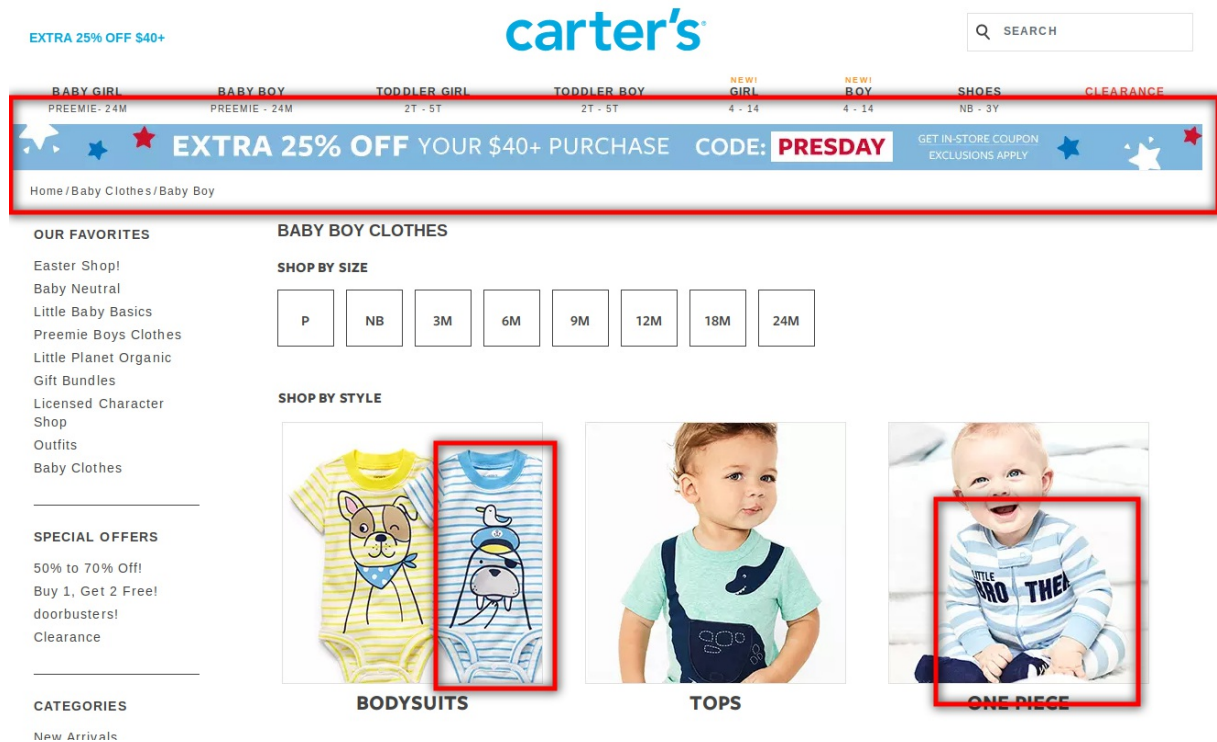 carter's
EXTRA 25% OFF $40+
SEARCH
NEW! NEW!
BABY GIRL BABY BOY TODDLER GIRL TODDLER BOY GIRL BOY SHOES CLEARANCE
PREEMIE- 24M PREEMIE - 24M 2T - 5T 2T - 5T 4 - 14 4 - 14 NB - 3Y
EXTRA 25% OFF YOUR $40+ PURCHASE CODE: PRESDAY
GET IN-STORE COUPON
EXCLUSIONS APPLY
Home/Baby Clothes/Baby Boy
OUR FAVORITES
Easter Shop!
Baby Neutral
Little Baby Basics
Preemie Boys Clothes
Little Planet Organic
Gift Bundles
Licensed Character
Shop
Outfits
Baby Clothes
SPECIAL OFFERS
50% to 70% Off!
Buy 1, Get 2 Free!
doorbusters!
Clearance
CATEGORIES
New Arrivals
BABY BOY CLOTHES
SHOP BY SIZE
P NB 3M 6M 9M 12M 18M 24M
SHOP BY STYLE
LITTLE
BRO THER
BODYSUITS TOPS ONE PIECE